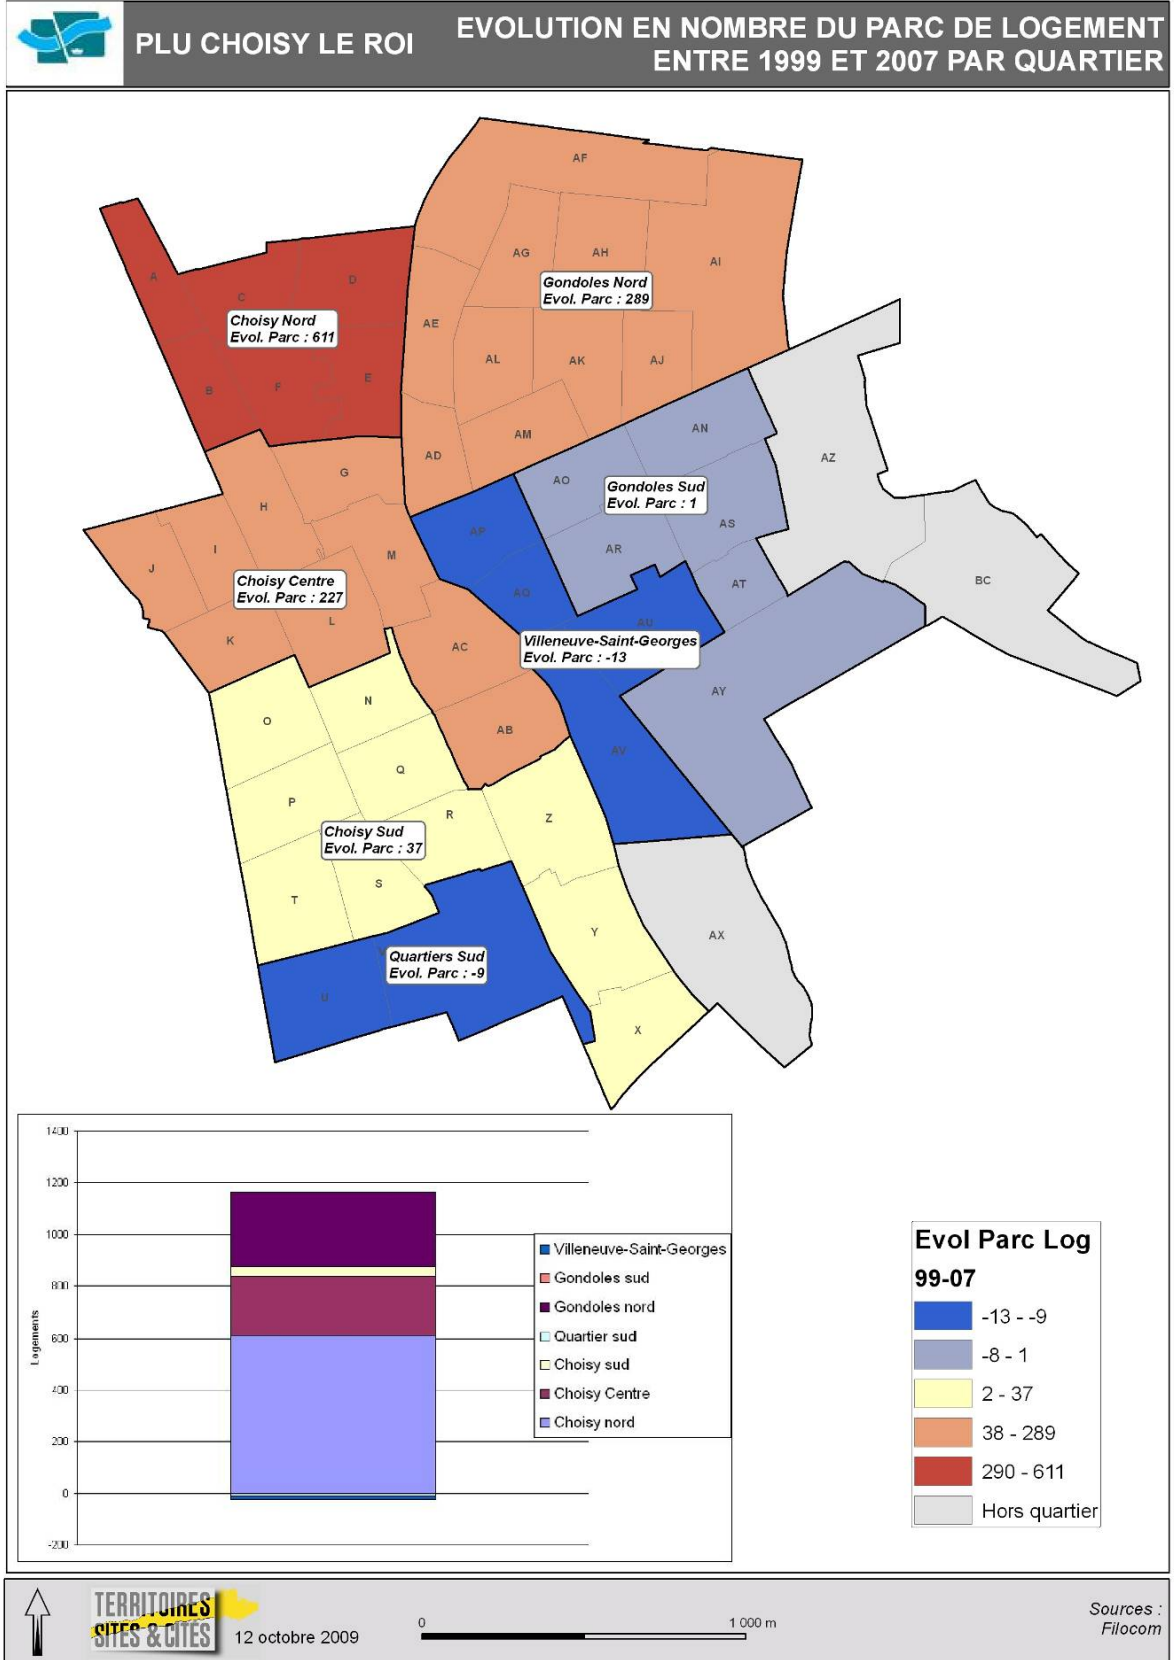 PLU CHOISY LE ROI
EVOLUTION EN NOMBRE DU PARC DE LOGEMENT
ENTRE 1999 ET 2007 PAR QUARTIER
AF
AG
AH
AI
A
C
D
Gondoles Nord
Evol. Parc : 289
Choisy Nord
Evol. Parc : 611
AE
AL
AK
AJ
B
F
E
AM
AN
AD
AZ
G
AO
Gondoles Sud
Evol. Parc : 1
H
AS
AP
I
M
AR
J
BC
Choisy Centre
Evol. Parc : 227
AT
AQ
L
AU
K
AC
Villeneuve-Saint-Georges
Evol. Parc : -13
AY
N
O
AB
AV
Q
P
R
Z
Choisy Sud
Evol. Parc : 37
S
T
Y
AX
Quartiers Sud
Evol. Parc : -9
U
X
1400
1200
1000
800
600
400
200
0
-200
Logements
Villeneuve-Saint-Georges
Gondoles sud
Gondoles nord
Quartier sud
Choisy sud
Choisy Centre
Choisy nord
Evol Parc Log
99-07
-13 - -9
-8 - 1
2 - 37
38 - 289
290 - 611
Hors quartier
TERRITOIRES
SITES & CITÉS
12 octobre 2009
0
1 000 m
Sources :
Filocom